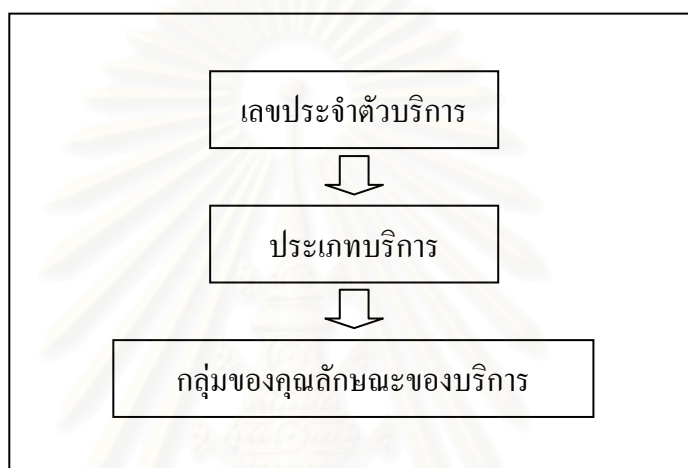 เลขประจำตัวบริการ
ประเภทบริการ
กลุ่มของคุณลักษณะของบริการ